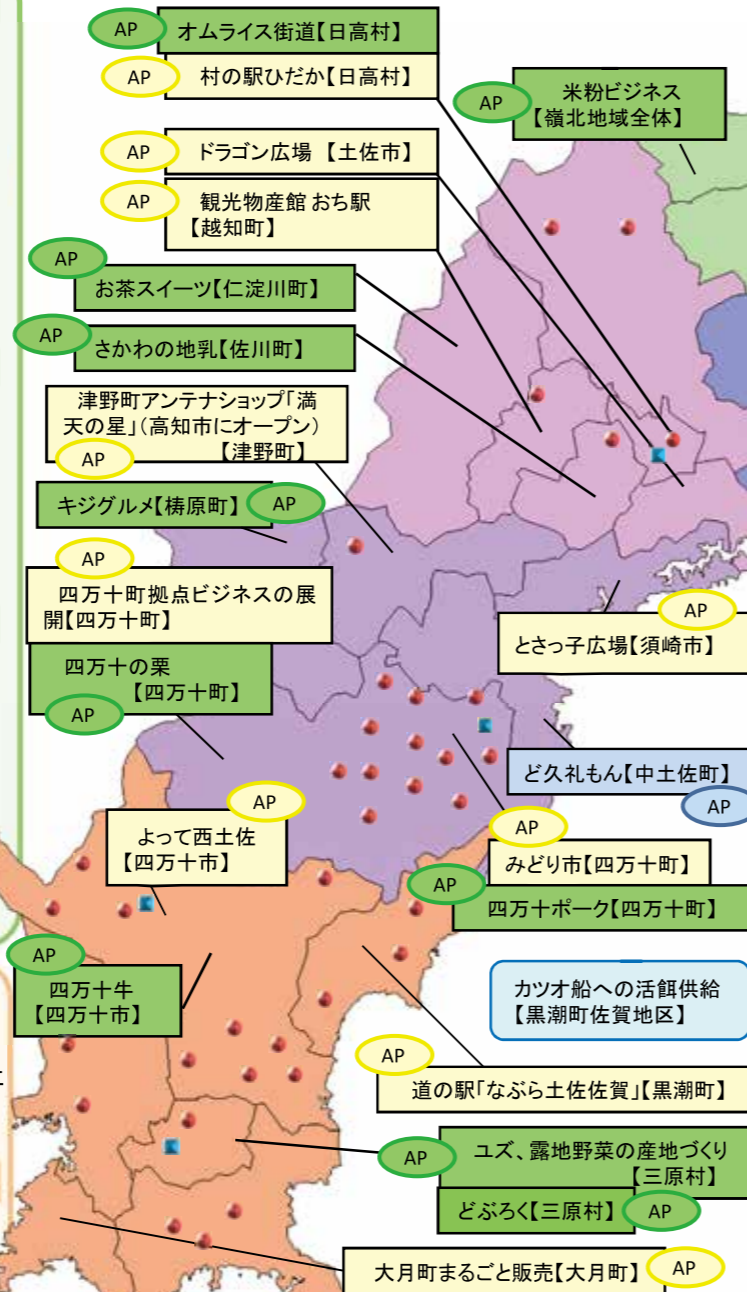 AP オムライス街道【日高村】
AP 村の駅ひだか【日高村】
AP 米粉ビジネス
【嶺北地域全体】
AP ドラゴン広場 【土佐市】
AP 観光物産館 おち駅
【越知町】
AP
お茶スイーツ【仁淀川町】
AP
さかわの地乳【佐川町】
津野町アンテナショップ「満
天の星」（高知市にオープン）
【津野町】
AP
キジグルメ【梼原町】 AP
AP
四万十町拠点ビジネスの展
開【四万十町】
AP
とさっ子広場【須崎市】
四万十の栗
【四万十町】
AP
ど久礼もん【中土佐町】
AP
AP
よって西土佐
【四万十市】
AP
みどり市【四万十町】
AP
四万十ポーク【四万十町】
AP
四万十牛
【四万十市】
カツオ船への活餌供給
【黒潮町佐賀地区】
AP
道の駅「なぶら土佐佐賀」【黒潮町】
AP ユズ、露地野菜の産地づくり
【三原村】
どぶろく【三原村】 AP
大月町まるごと販売【大月町】 AP